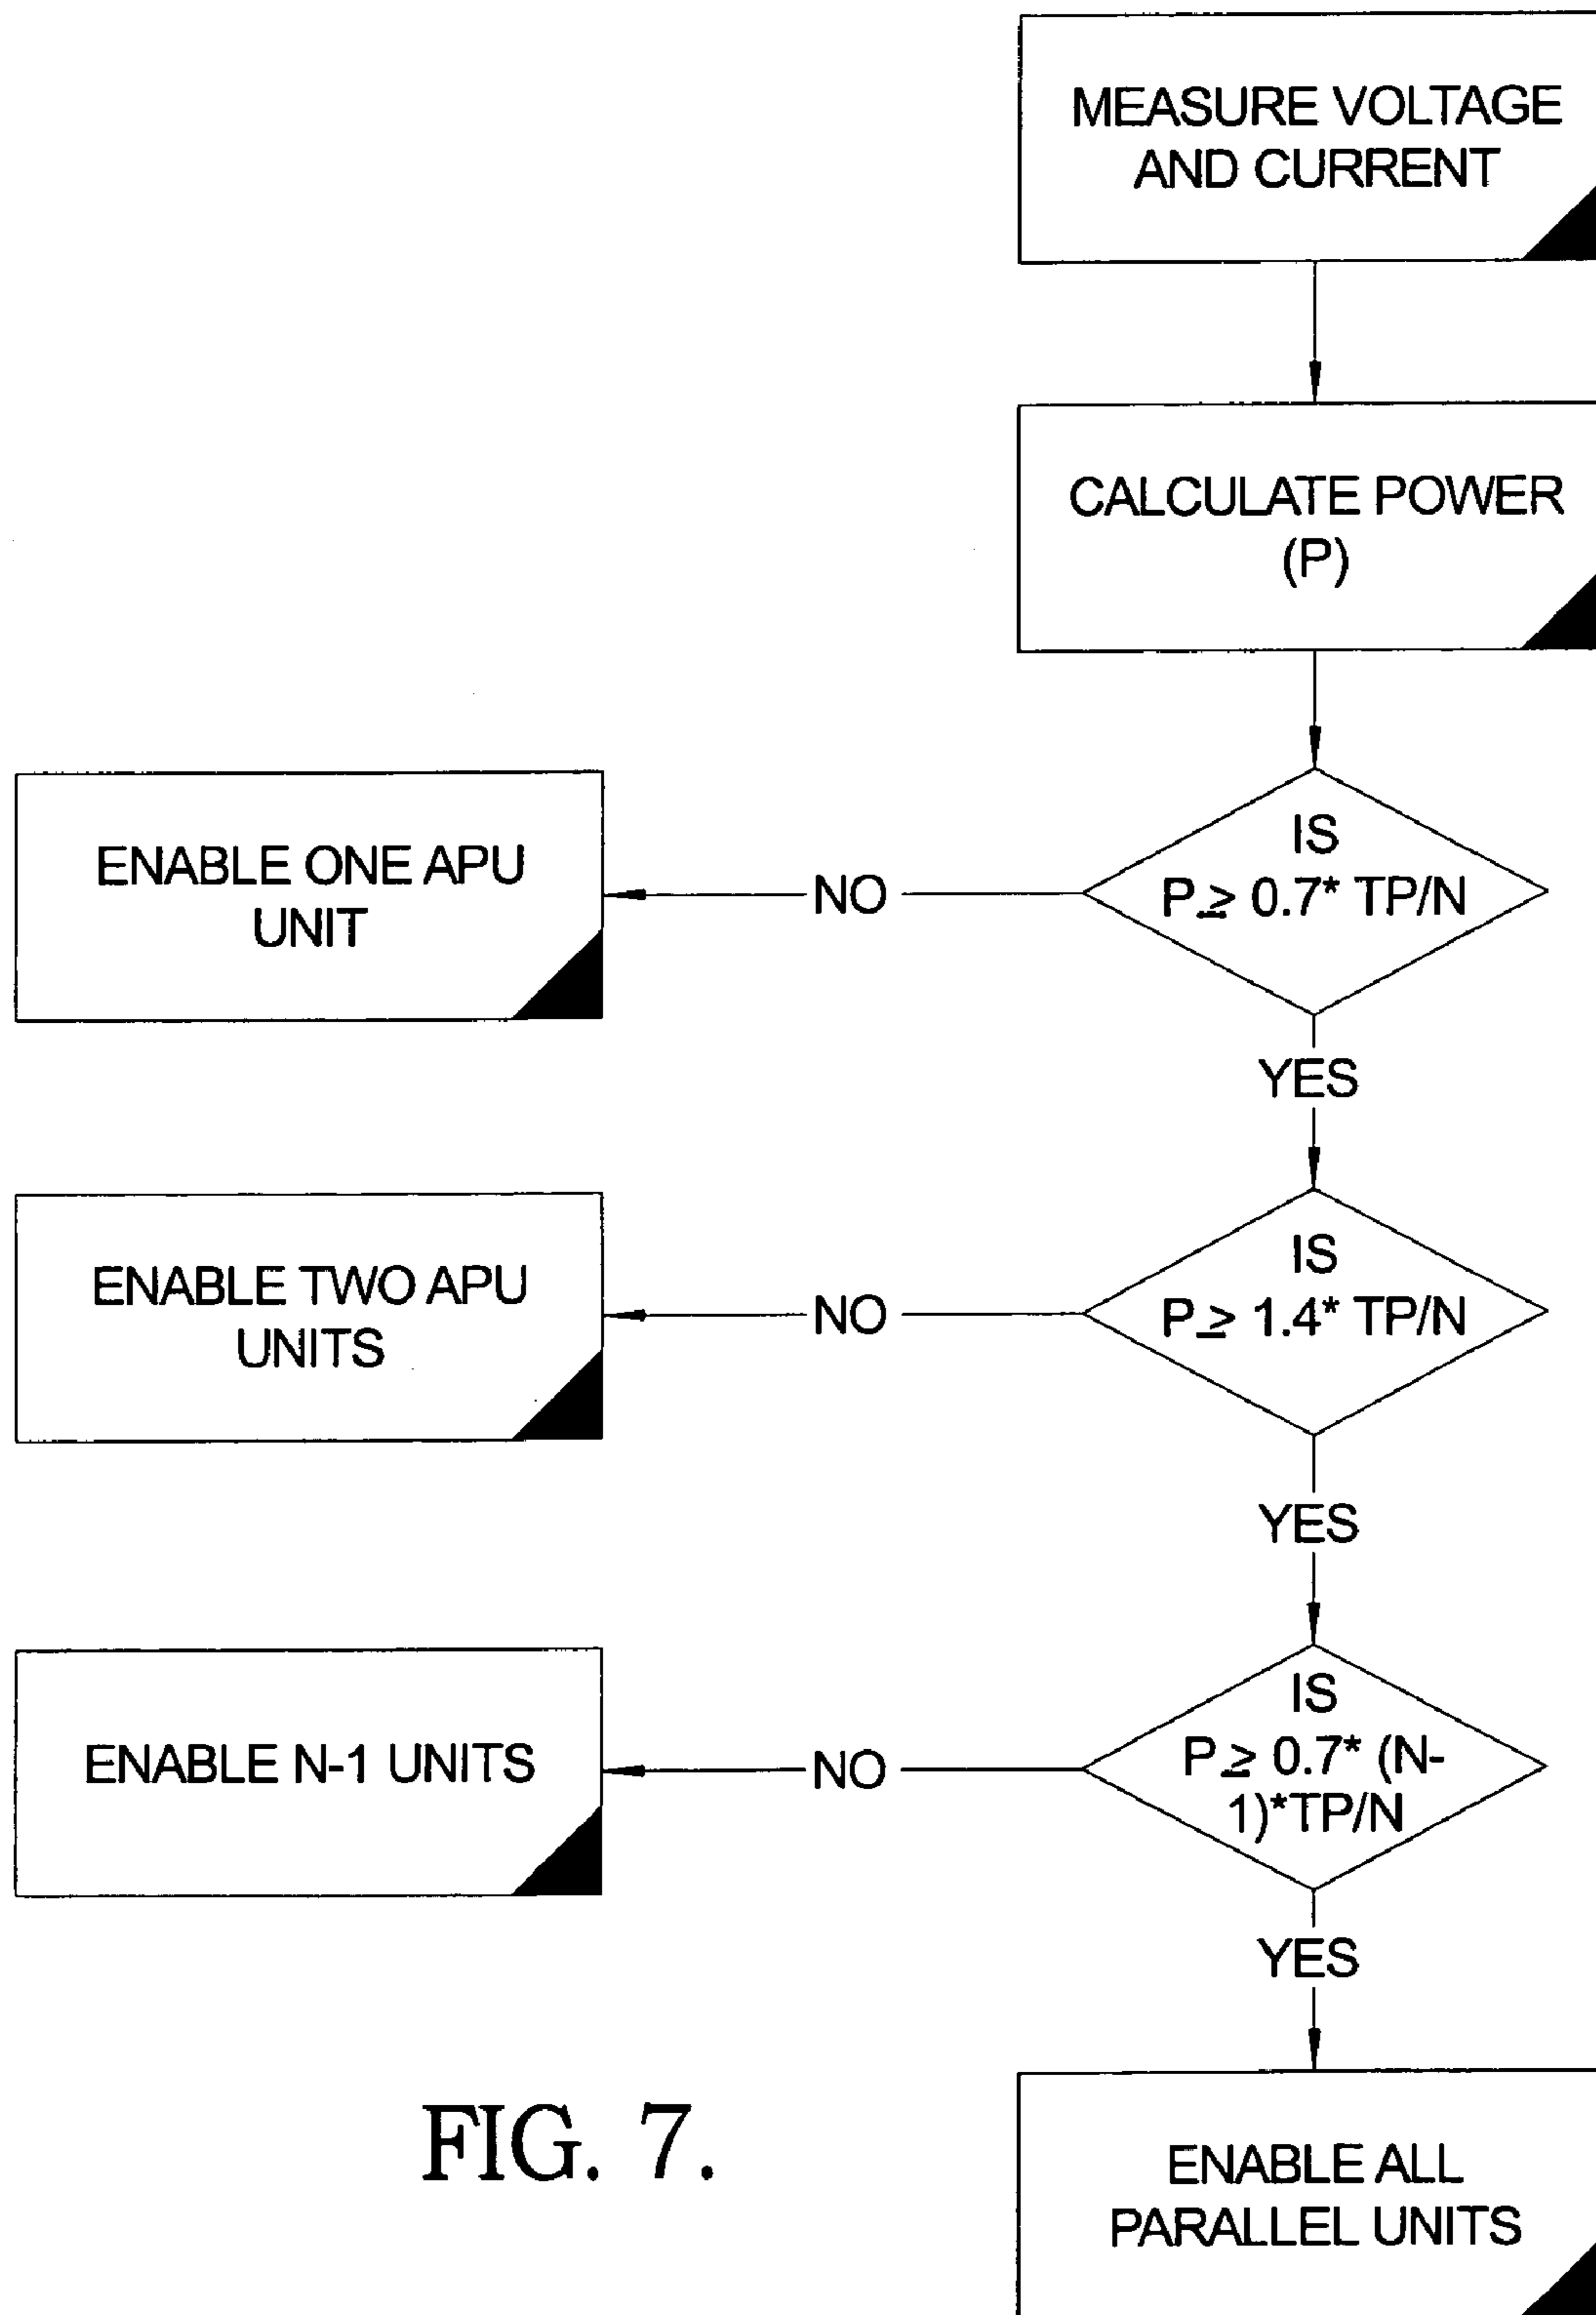 MEASURE VOLTAGE
AND CURRENT
CALCULATE POWER
(P)
IS
P ≥ 0.7* TP/N
NO
ENABLE ONE APU
UNIT
YES
IS
P ≥ 1.4* TP/N
NO
ENABLE TWO APU
UNITS
YES
IS
P ≥ 0.7* (N-
1)*TP/N
NO
ENABLE N-1 UNITS
YES
ENABLE ALL
PARALLEL UNITS
FIG. 7.